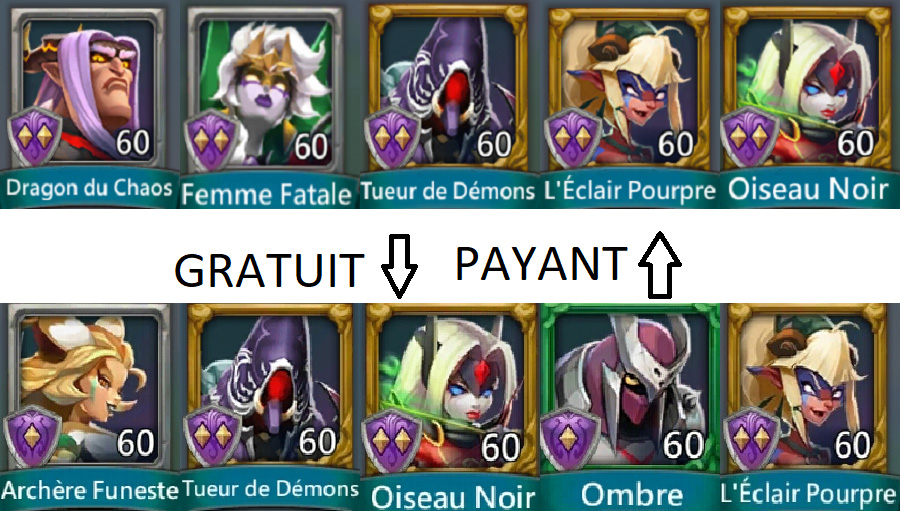 60 60 60 60 60
Dragon du Chaos Femme Fatale Tueur de Démons L'Éclair Pourpre Oiseau Noir
GRATUIT PAYANT
60 60 60 60 60
Archère Funeste Tueur de Démons Oiseau Noir Ombre L'Éclair Pourpre